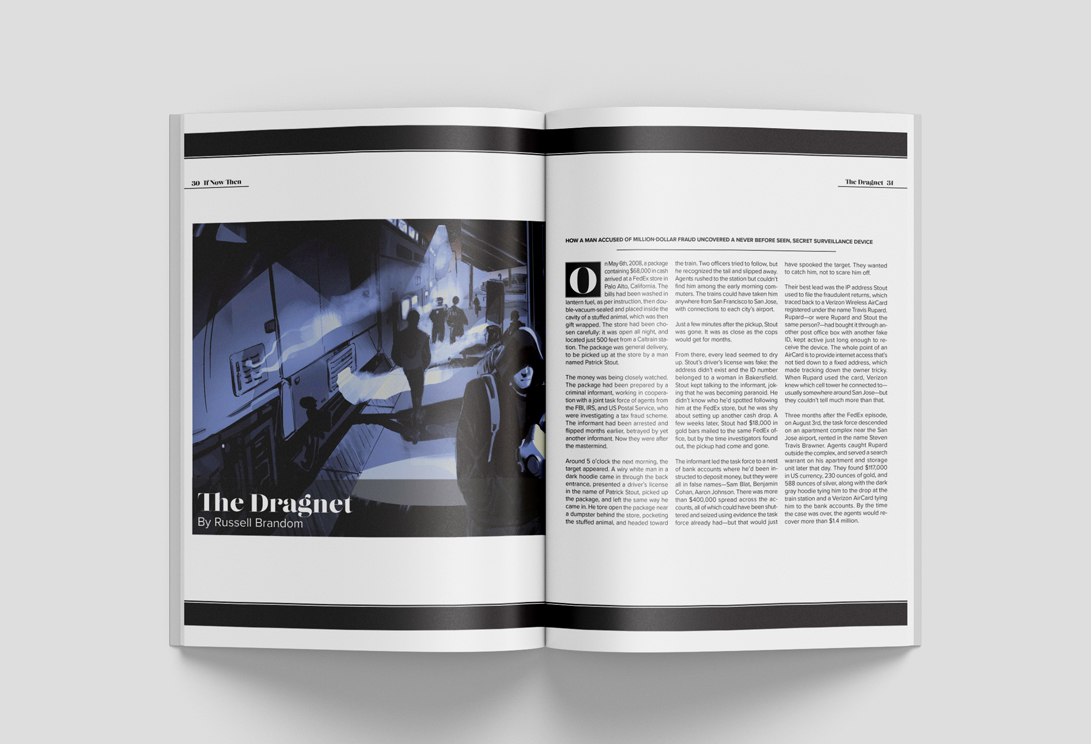 30 If Now Then
The Dragnet
By Russell Brandom
The Dragnet 31
HOW A MAN ACCUSED OF MILLION-DOLLAR FRAUD UNCOVERED A NEVER BEFORE SEEN, SECRET SURVEILLANCE DEVICE
On May 8, 2008, a package
containing $68,000 in cash
arrived at a FedEx store in
Palo Alto, California. The
bills had been washed in
lantern fuel, as per instruction, then dou-
ble-vacuum-sealed and placed inside the
cavity of a stuffed animal, which was then
gift wrapped. The store had been cho-
sen carefully: it was open all night, and
located just 500 feet from a Caltrain sta-
tion. The package was general delivery,
to be picked up at the store by a man
named Patrick Stout.
The money was being closely watched.
The package had been prepared by a
criminal informant, working in coopera-
tion with a joint task force of agents from
the FBI, IRS, and US Postal Service, who
were investigating a tax fraud scheme.
The informant had been arrested and
flipped months earlier, betrayed by yet
another informant. Now they were after
the mastermind.
Around 5 o'clock the next morning, the
target appeared. A wiry white man in a
dark hoodie came in through the back
entrance, presented a driver's license
in the name of Patrick Stout, picked up
the package, and left the same way he
came in. He tore open the package near
a dumpster behind the store, pocketing
the stuffed animal, and headed toward
the train. Two officers tried to follow, but
he recognized the tail and slipped away.
Agents rushed to the station but couldn't
find him among the early morning com-
muters. The trains could have taken him
anywhere from San Francisco to San Jose,
with connections to each city's airport.
Just a few minutes after the pickup, Stout
was gone. It was as close as the cops
would get for months.
From there, every lead seemed to dry
up. Stout's driver's license was fake: the
address didn't exist and the ID number
belonged to a woman in Bakersfield.
Stout kept talking to the informant, jok-
ing that he was becoming paranoid. He
didn't know who he'd spotted following
him at the FedEx store, but he was shy
about setting up another cash drop. A
few weeks later, Stout had $18,000 in
gold bars mailed to the same FedEx of-
fice, but by the time investigators found
out, the pickup had come and gone.
The informant led the task force to a nest
of bank accounts where he'd been in-
structed to deposit money, but they were
all in false names—Sam Blat, Benjamin
Cohan, Aaron Johnson. There was more
than $400,000 spread across the ac-
counts, all of which could have been shut-
tered and seized using evidence the task
force already had—but that would just
have spooked the target. They wanted
to catch him, not to scare him off.
Their best lead was the IP address Stout
used to file the fraudulent returns, which
traced back to a Verizon Wireless AirCard
registered under the name Travis Rupard.
Rupard—or were Rupard and Stout the
same person?—had bought it through an-
other post office box with another fake
ID, kept active just long enough to re-
ceive the device. The whole point of an
AirCard is to provide internet access that's
not tied down to a fixed address, which
made tracking down the owner tricky.
When Rupard used the card, Verizon
knew which cell tower he connected to—
usually somewhere around San Jose—but
they couldn't tell much more than that.
Three months after the FedEx episode,
on August 3rd, the task force descended
on an apartment complex near the San
Jose airport, rented in the name Steven
Travis Brawner. Agents caught Rupard
outside the complex, and served a search
warrant on his apartment and storage
unit later that day. They found $117,000
in US currency, 230 ounces of gold, and
588 ounces of silver, along with the dark
gray hoodie tying him to the drop at the
train station and a Verizon AirCard tying
him to the bank accounts. By the time
the case was over, the agents would re-
cover more than $1.4 million.